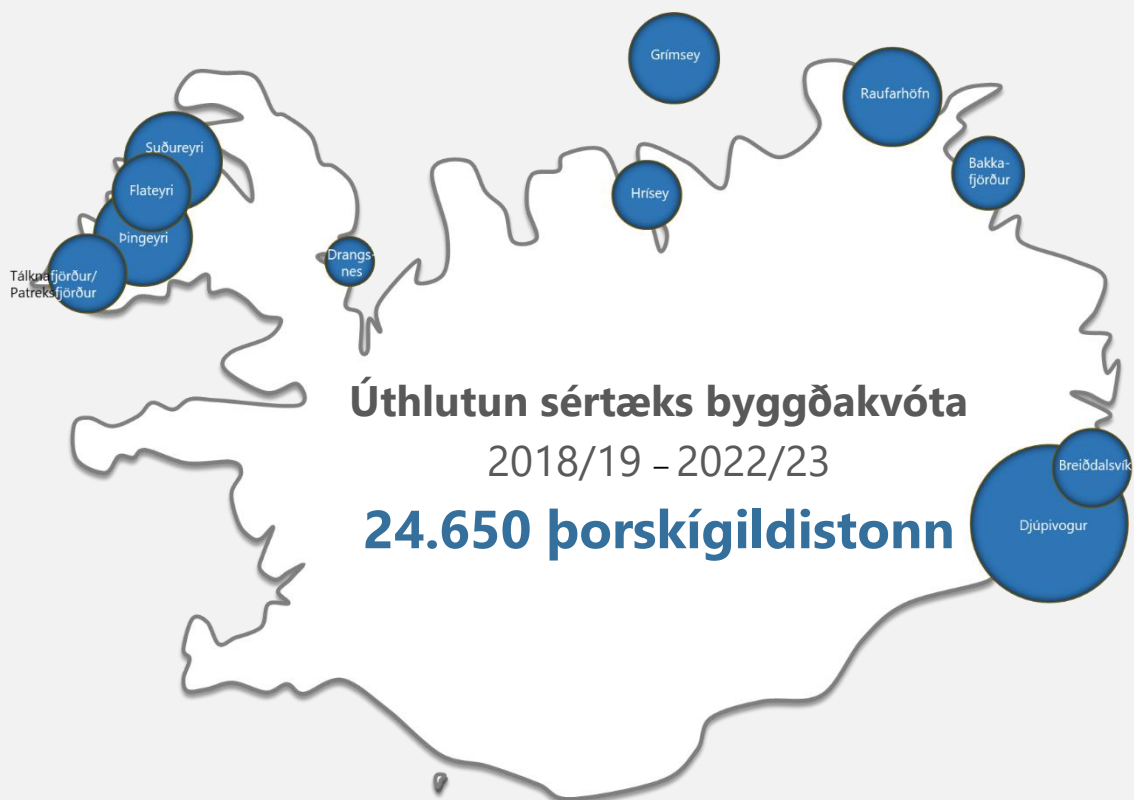 Grímsey
Raufarhöfn
Suðureyri
Bakka-
fjörður
Flateyri
Hrísey
Þingeyri
Drangs-
nes
Tálknafjörður/
Patreksfjörður
Úthlutun sértæks byggðakvóta
2018/19 – 2022/23
Breiðdalsvík
24.650 þorskígildistonn
Djúpivogur